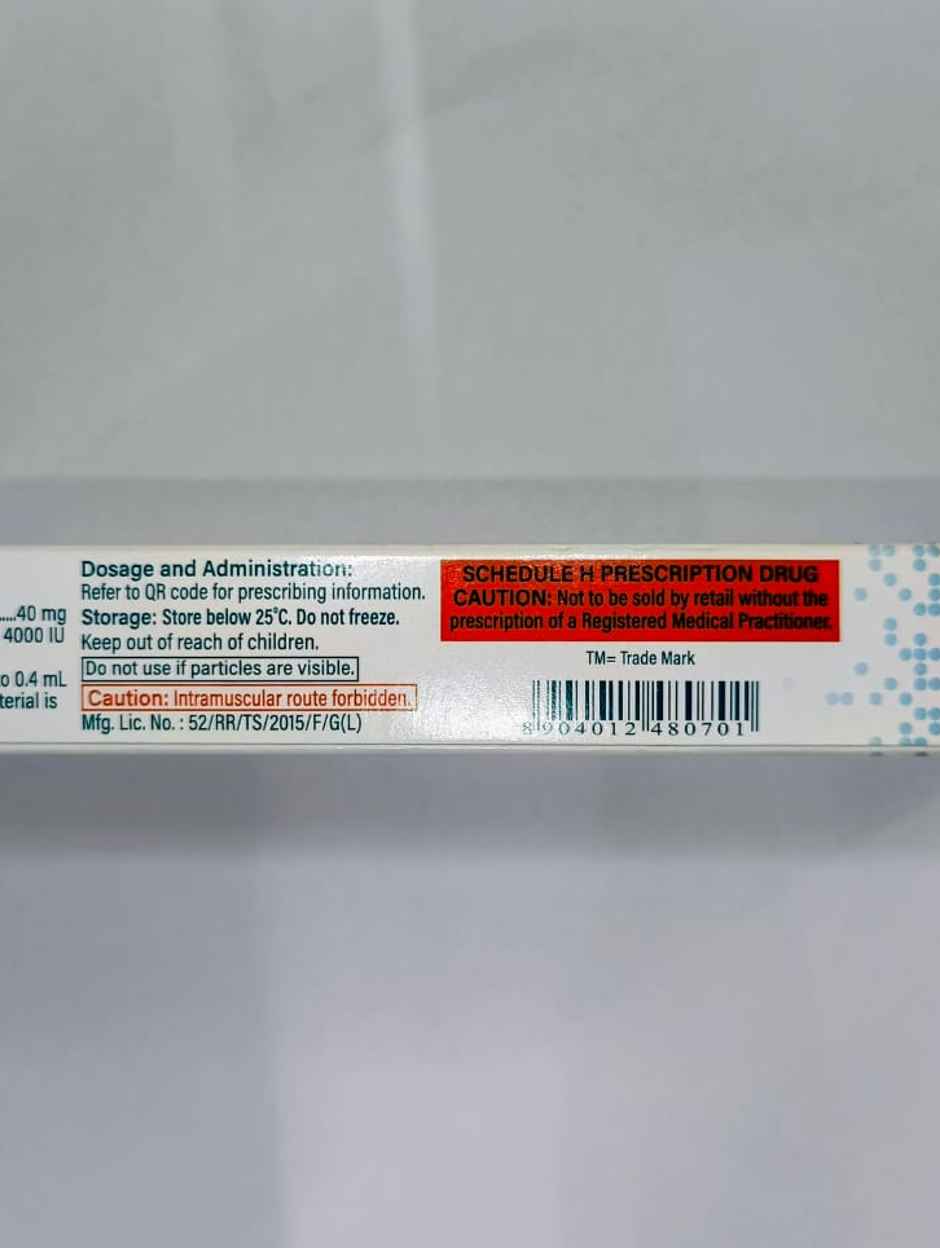 .....40 mg
4000 IU
o 0.4 mL
terial is
Dosage and Administration:
Refer to QR code for prescribing information.
Storage: Store below 25°C. Do not freeze.
Keep out of reach of children.
Do not use if particles are visible.
Caution: Intramuscular route forbidden.
Mfg. Lic. No. : 52/RR/TS/2015/F/G(L)
SCHEDULE H PRESCRIPTION DRUG
CAUTION: Not to be sold by retail without the
prescription of a Registered Medical Practitioner.
TM= Trade Mark
8 904012 480701